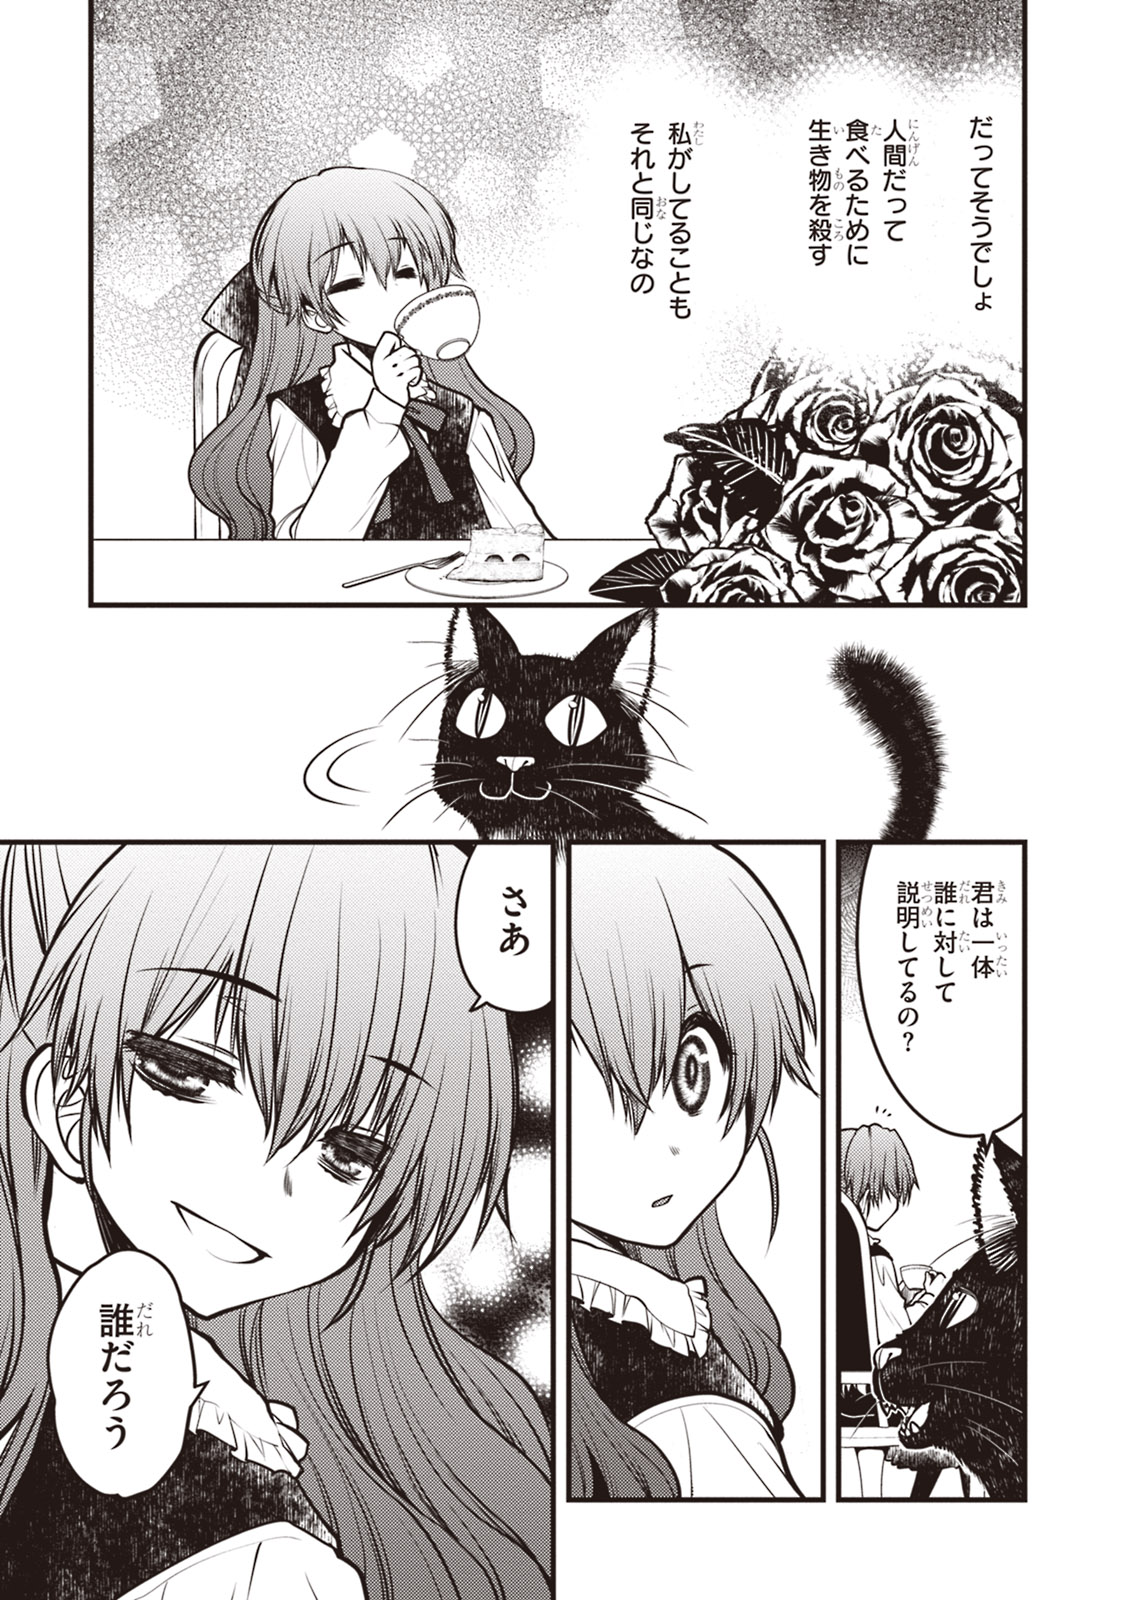 だってそうでしょ
人間だって
食べるために
生き物を殺す
私がしてることも
それと同じなの
君は一体
誰に対して
説明してるの?
さあ
誰だろう